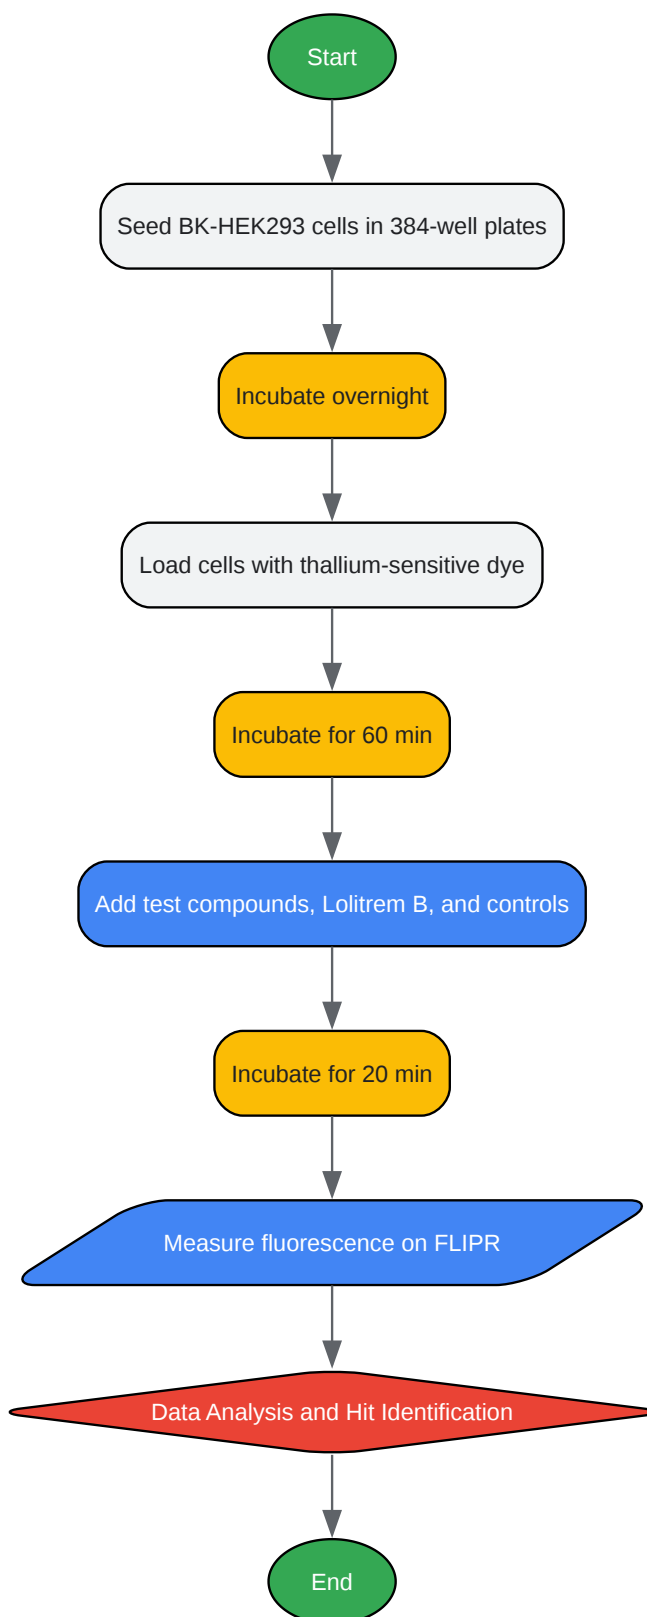 Start
Seed BK-HEK293 cells in 384-well plates
Incubate overnight
Load cells with thallium-sensitive dye
Incubate for 60 min
Add test compounds, Lolitrem B, and controls
Incubate for 20 min
Measure fluorescence on FLIPR
Data Analysis and Hit Identification
End